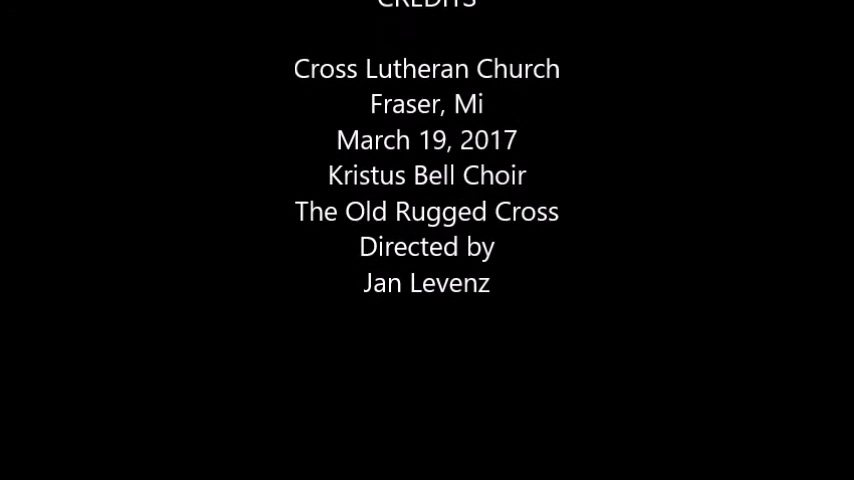 CREDITS
Cross Lutheran Church
Fraser, Mi
March 19, 2017
Kristus Bell Choir
The Old Rugged Cross
Directed by
Jan Levenz